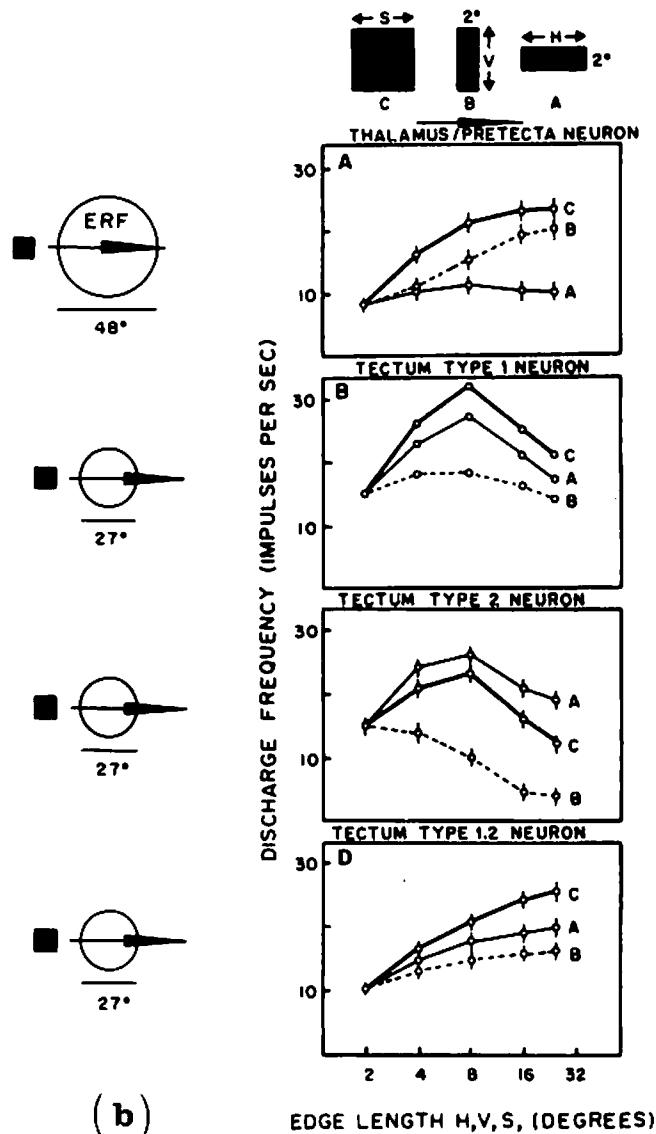 S
2°
H
V
2°
C
B
A
THALAMUS/PRETECTA NEURON
A
30
10
C
B
A
ERF
48°
TECTUM TYPE 1 NEURON
B
30
10
C
A
B
27°
DISCHARGE FREQUENCY (IMPULSES PER SEC)
TECTUM TYPE 2 NEURON
30
10
A
C
B
27°
TECTUM TYPE 1.2 NEURON
D
30
10
C
A
B
27°
2 4 8 16 32
(b)
EDGE LENGTH H,V,S, (DEGREES)